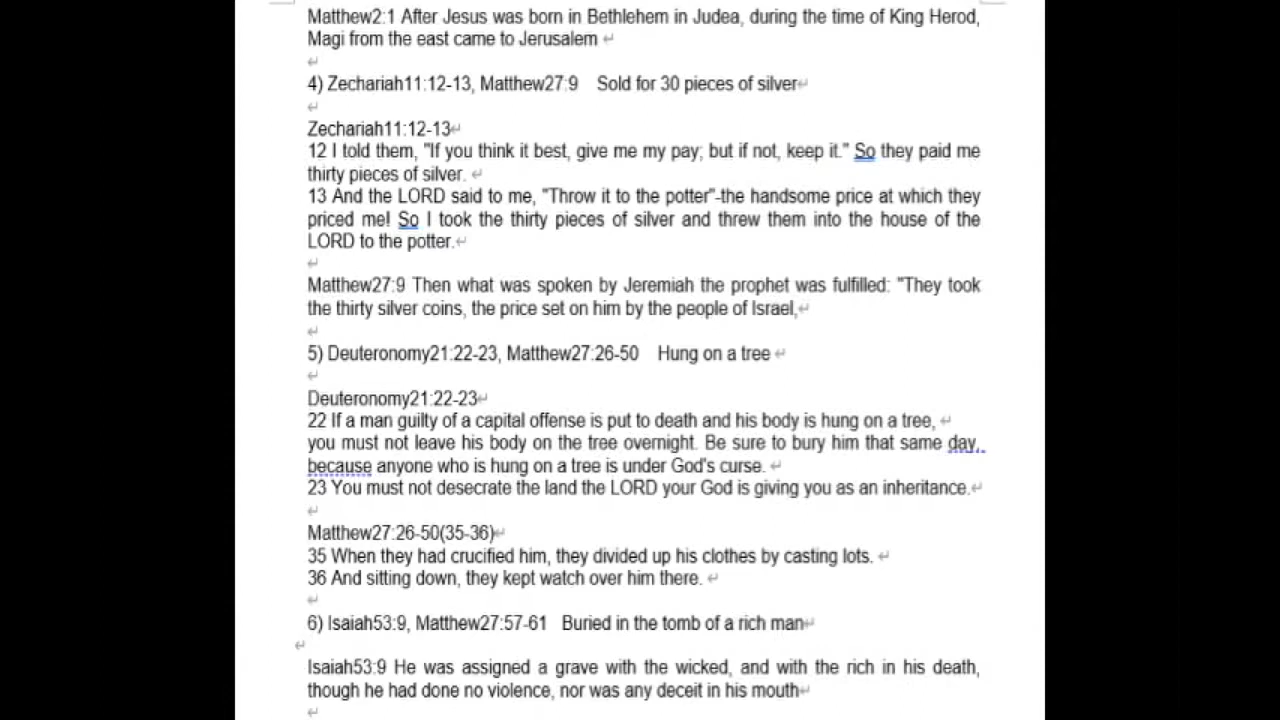 Matthew2:1 After Jesus was born in Bethlehem in Judea, during the time of King Herod,
Magi from the east came to Jerusalem
4) Zechariah11:12-13, Matthew27:9 Sold for 30 pieces of silver
Zechariah11:12-13
12 I told them, "If you think it best, give me my pay; but if not, keep it." So they paid me
thirty pieces of silver.
13 And the LORD said to me, "Throw it to the potter"-the handsome price at which they
priced me! So I took the thirty pieces of silver and threw them into the house of the
LORD to the potter.
Matthew27:9 Then what was spoken by Jeremiah the prophet was fulfilled: "They took
the thirty silver coins, the price set on him by the people of Israel,
5) Deuteronomy21:22-23, Matthew27:26-50 Hung on a tree
Deuteronomy21:22-23
22 If a man guilty of a capital offense is put to death and his body is hung on a tree,
you must not leave his body on the tree overnight. Be sure to bury him that same day,
because anyone who is hung on a tree is under God's curse.
23 You must not desecrate the land the LORD your God is giving you as an inheritance.
Matthew27:26-50(35-36)
35 When they had crucified him, they divided up his clothes by casting lots.
36 And sitting down, they kept watch over him there.
6) Isaiah53:9, Matthew27:57-61 Buried in the tomb of a rich man
Isaiah53:9 He was assigned a grave with the wicked, and with the rich in his death,
though he had done no violence, nor was any deceit in his mouth